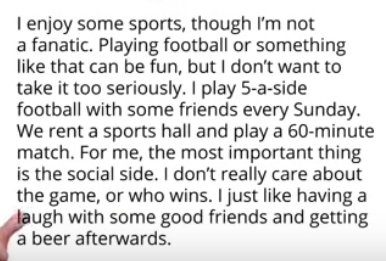 I enjoy some sports, though I'm not
a fanatic. Playing football or something
like that can be fun, but I don't want to
take it too seriously. I play 5-a-side
football with some friends every Sunday.
We rent a sports hall and play a 60-minute
match. For me, the most important thing
is the social side. I don't really care about
the game, or who wins. I just like having a
laugh with some good friends and getting
a beer afterwards.